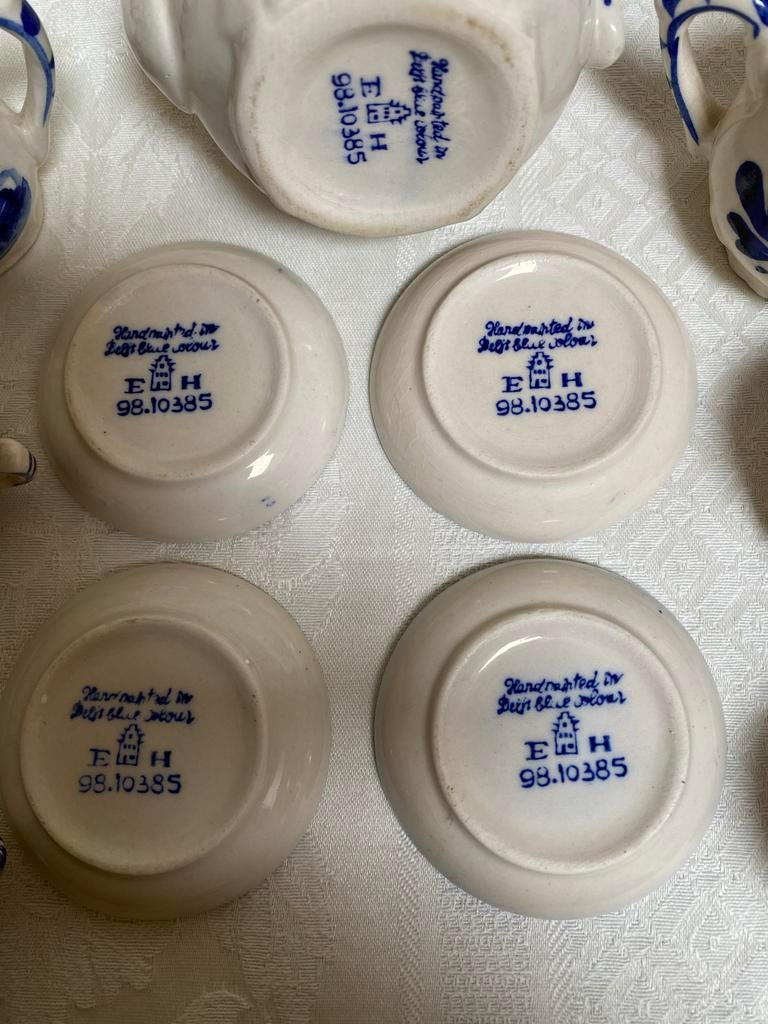 Handpainted in
Delft blue colour
E H
98.10385
Handpainted in
Delft blue colour
E H
98.10385
Handpainted in
Delft blue colour
E H
98.10385
Handpainted in
Delft blue colour
E H
98.10385
Handpainted in
Delft blue colour
E H
98.10385